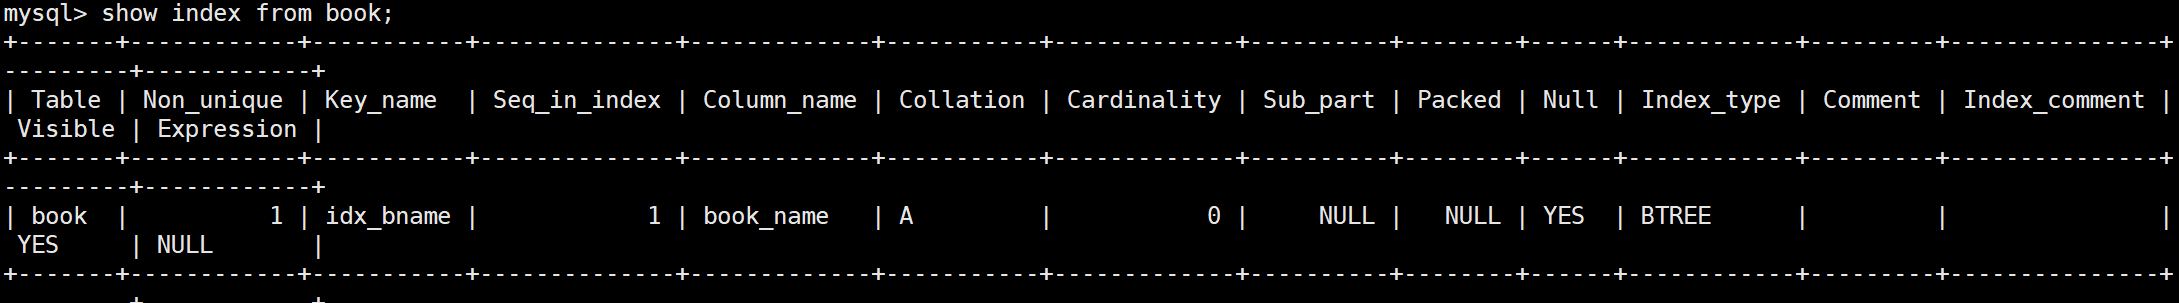 mysql> show index from book;
+-------+------------+-----------+--------------+-------------+-----------+-------------+----------+--------+------+------------+---------+---------------+
---------+------------+
| Table | Non_unique | Key_name  | Seq_in_index | Column_name | Collation | Cardinality | Sub_part | Packed | Null | Index_type | Comment | Index_comment |
 Visible | Expression |
+-------+------------+-----------+--------------+-------------+-----------+-------------+----------+--------+------+------------+---------+---------------+
---------+------------+
| book  |          1 | idx_bname |            1 | book_name   | A         |           0 |     NULL |   NULL | YES  | BTREE      |         |               |
 YES     | NULL       |
+-------+------------+-----------+--------------+-------------+-----------+-------------+----------+--------+------+------------+---------+---------------+
---------+------------+